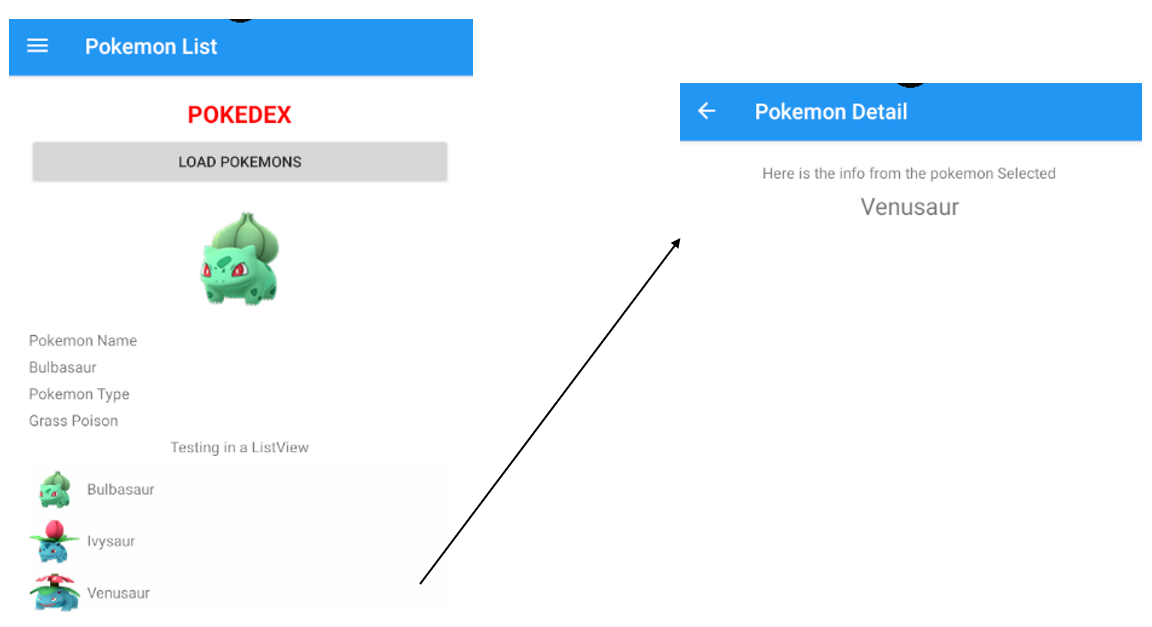 Pokemon List
POKEDEX
LOAD POKEMONS
Pokemon Name
Bulbasaur
Pokemon Type
Grass Poison
Testing in a ListView
Bulbasaur
Ivysaur
Venusaur
Pokemon Detail
Here is the info from the pokemon Selected
Venusaur